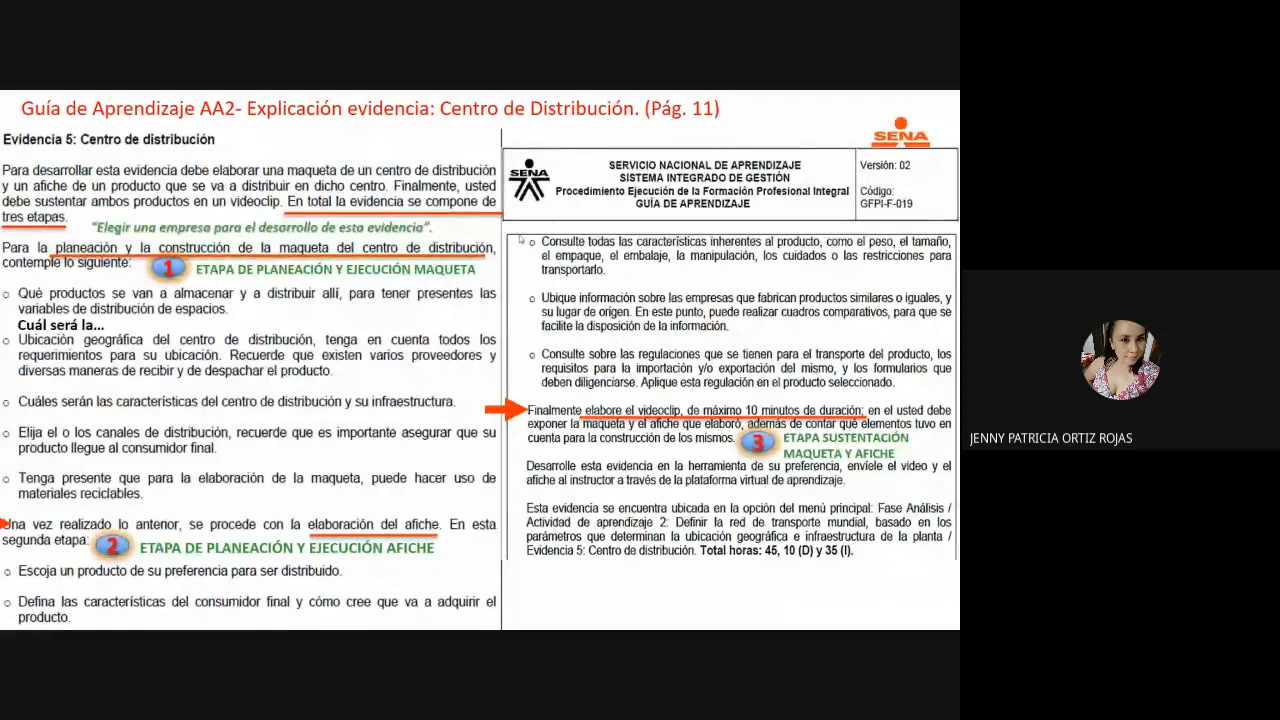 Guía de Aprendizaje AA2- Explicación evidencia: Centro de Distribución. (Pág. 11)
Evidencia 5: Centro de distribución
Para desarrollar esta evidencia debe elaborar una maqueta de un centro de distribución
y un afiche de un producto que se va a distribuir en dicho centro. Finalmente, usted
debe sustentar ambos productos en un videoclip. En total la evidencia se compone de
tres etapas.
"Elegir una empresa para el desarrollo de esta evidencia".
Para la planeación y la construcción de la maqueta del centro de distribución,
contemple lo siguiente:
1 ETAPA DE PLANEACIÓN Y EJECUCIÓN MAQUETA
o Qué productos se van a almacenar y a distribuir allí, para tener presentes las
variables de distribución de espacios.
Cuál será la...
o Ubicación geográfica del centro de distribución, tenga en cuenta todos los
requerimientos para su ubicación. Recuerde que existen varios proveedores y
diversas maneras de recibir y de despachar el producto.
o Cuáles serán las características del centro de distribución y su infraestructura.
o Elija el o los canales de distribución, recuerde que es importante asegurar que su
producto llegue al consumidor final.
o Tenga presente que para la elaboración de la maqueta, puede hacer uso de
materiales reciclables.
Una vez realizado lo anterior, se procede con la elaboración del afiche. En esta
segunda etapa:
2 ETAPA DE PLANEACIÓN Y EJECUCIÓN AFICHE
o Escoja un producto de su preferencia para ser distribuido.
o Defina las características del consumidor final y cómo cree que va a adquirir el
producto.
SENA
SENA
SERVICIO NACIONAL DE APRENDIZAJE
SISTEMA INTEGRADO DE GESTIÓN
Procedimiento Ejecución de la Formación Profesional Integral
GUÍA DE APRENDIZAJE
Versión: 02
Código:
GFPI-F-019
o Consulte todas las características inherentes al producto, como el peso, el tamaño,
el empaque, el embalaje, la manipulación, los cuidados o las restricciones para
transportarlo.
o Ubique información sobre las empresas que fabrican productos similares o iguales, y
su lugar de origen. En este punto, puede realizar cuadros comparativos, para que se
facilite la disposición de la información.
o Consulte sobre las regulaciones que se tienen para el transporte del producto, los
requisitos para la importación y/o exportación del mismo, y los formularios que
deben diligenciarse. Aplique esta regulación en el producto seleccionado.
Finalmente elabore el videoclip, de máximo 10 minutos de duración; en el usted debe
exponer la maqueta y el afiche que elaboró, además de contar qué elementos tuvo en
cuenta para la construcción de los mismos.
3 ETAPA SUSTENTACIÓN
MAQUETA Y AFICHE
Desarrolle esta evidencia en la herramienta de su preferencia, envíele el video y el
afiche al instructor a través de la plataforma virtual de aprendizaje.
Esta evidencia se encuentra ubicada en la opción del menú principal: Fase Análisis /
Actividad de aprendizaje 2: Definir la red de transporte mundial, basado en los
parámetros que determinan la ubicación geográfica e infraestructura de la planta /
Evidencia 5: Centro de distribución. Total horas: 45, 10 (D) y 35 (I).
JENNY PATRICIA ORTIZ ROJAS